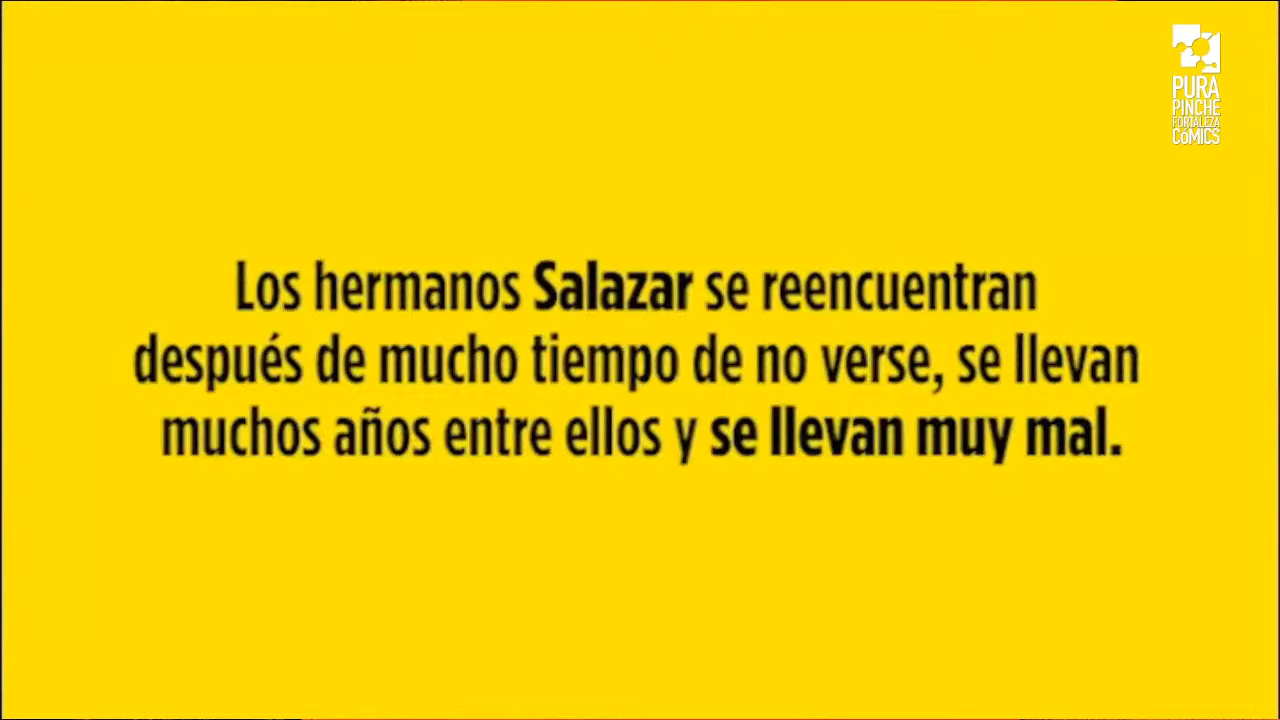 PURA
PINCHE
FORTALEZA
CÓMICS
Los hermanos Salazar se reencuentran
después de mucho tiempo de no verse, se llevan
muchos años entre ellos y se llevan muy mal.